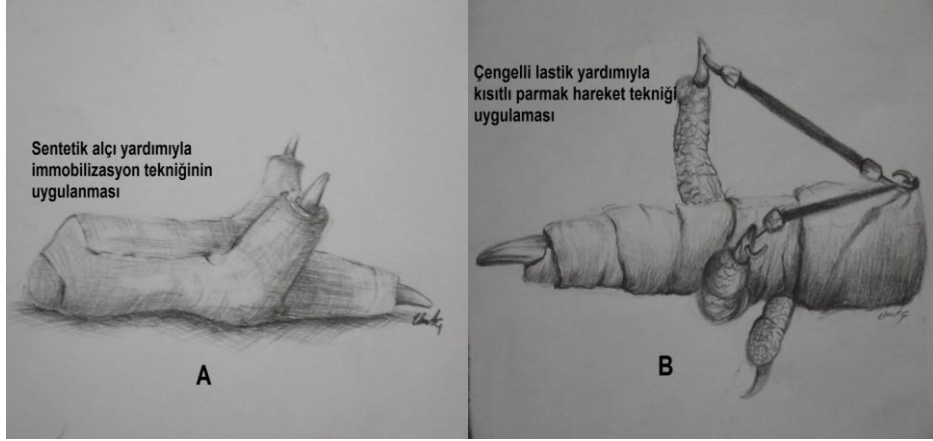 Sentetik alçı yardımıyla
immobilizasyon tekniğinin
uygulanması
A
Çengelli lastik yardımıyla
kısıtlı parmak hareket tekniği
uygulaması
B